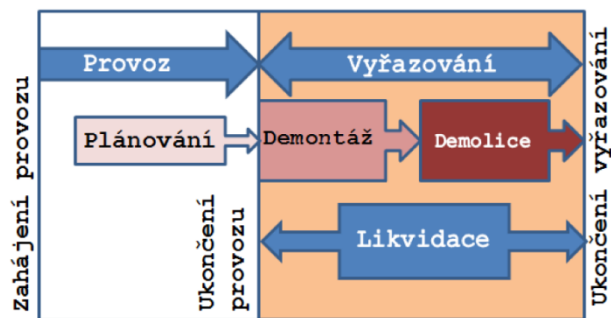 Provoz
Vyřazování
Plánování
Demontáž
Demolice
Likvidace
Zahájení provozu
Ukončení
provozu
Ukončení vyřazování